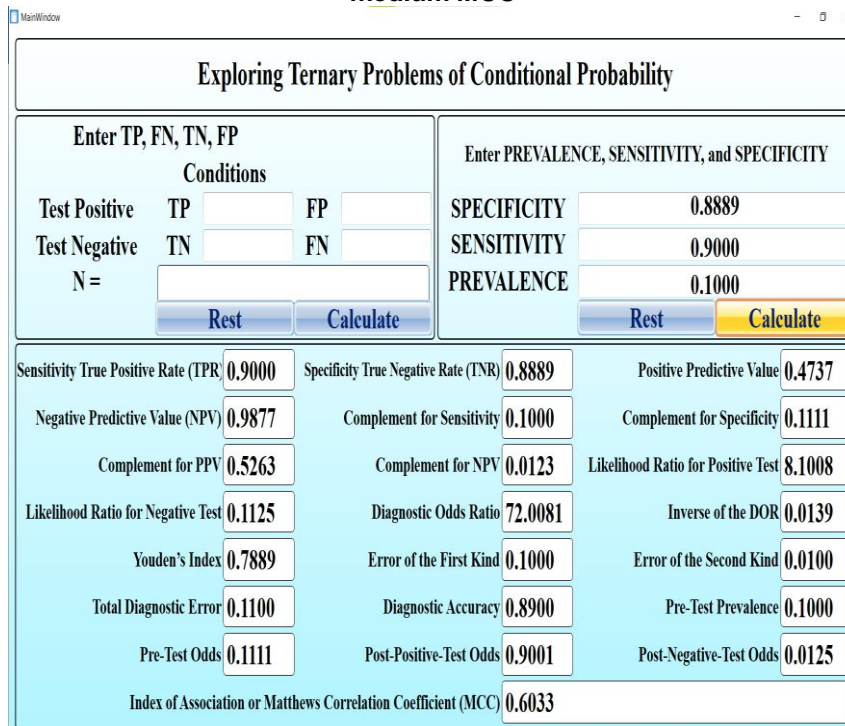 MainWindow
Exploring Ternary Problems of Conditional Probability
Enter TP, FN, TN, FP
Conditions
Test Positive TP FP
Test Negative TN FN
N =
Rest Calculate
Enter PREVALENCE, SENSITIVITY, and SPECIFICITY
SPECIFICITY 0.8889
SENSITIVITY 0.9000
PREVALENCE 0.1000
Rest Calculate
Sensitivity True Positive Rate (TPR) 0.9000 Specificity True Negative Rate (TNR) 0.8889 Positive Predictive Value 0.4737
Negative Predictive Value (NPV) 0.9877 Complement for Sensitivity 0.1000 Complement for Specificity 0.1111
Complement for PPV 0.5263 Complement for NPV 0.0123 Likelihood Ratio for Positive Test 8.1008
Likelihood Ratio for Negative Test 0.1125 Diagnostic Odds Ratio 72.0081 Inverse of the DOR 0.0139
Youden's Index 0.7889 Error of the First Kind 0.1000 Error of the Second Kind 0.0100
Total Diagnostic Error 0.1100 Diagnostic Accuracy 0.8900 Pre-Test Prevalence 0.1000
Pre-Test Odds 0.1111 Post-Positive-Test Odds 0.9001 Post-Negative-Test Odds 0.0125
Index of Association or Matthews Correlation Coefficient (MCC) 0.6033